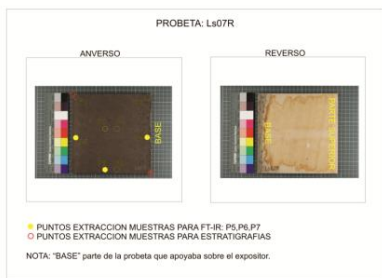 PROBETA: Ls07R
ANVERSO
REVERSO
BASE
BASE
PARTE SUPERIOR
PUNTOS EXTRACCION MUESTRAS PARA FT-IR: P5,P6,P7
PUNTOS EXTRACCION MUESTRAS PARA ESTRATIGRAFIAS
NOTA: "BASE" parte de la probeta que apoyaba sobre el expositor.